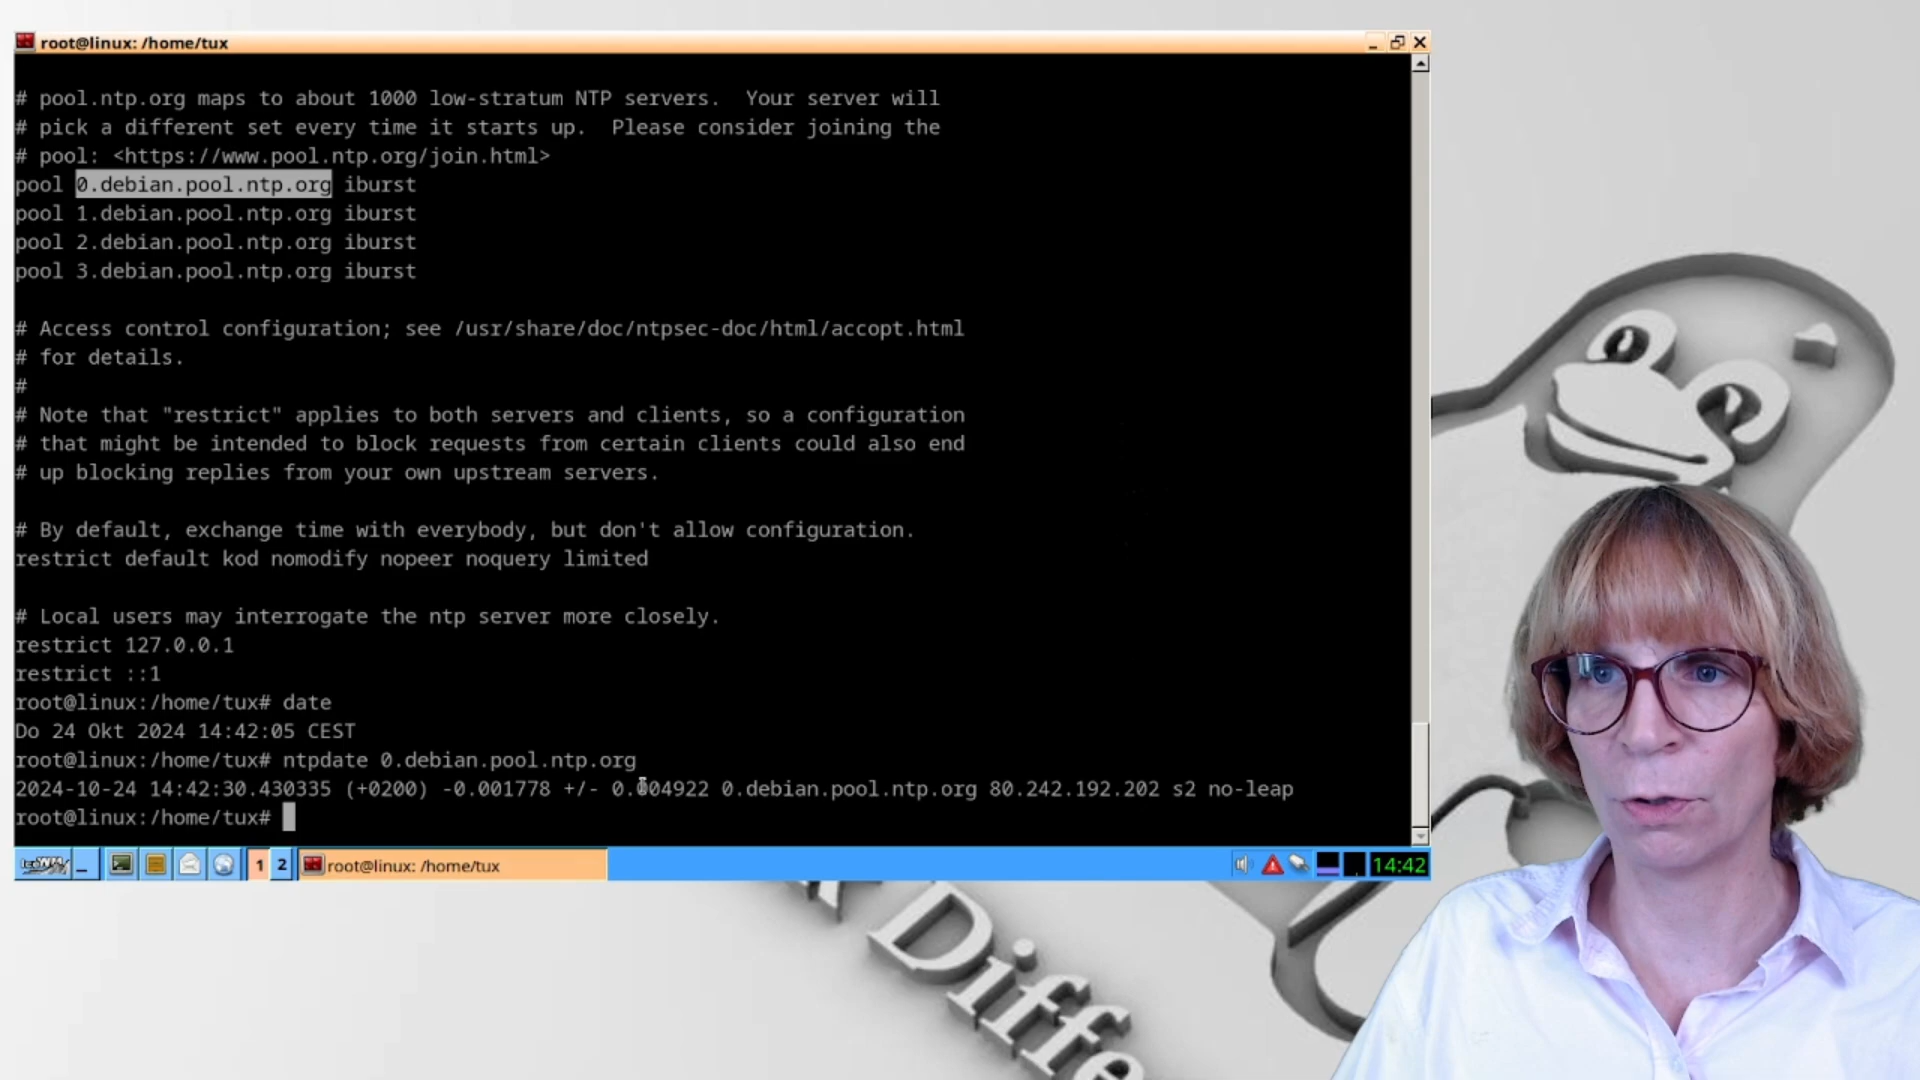 root@linux: /home/tux
# pool.ntp.org maps to about 1000 low-stratum NTP servers.  Your server will
# pick a different set every time it starts up.  Please consider joining the
# pool: <https://www.pool.ntp.org/join.html>
pool 0.debian.pool.ntp.org iburst
pool 1.debian.pool.ntp.org iburst
pool 2.debian.pool.ntp.org iburst
pool 3.debian.pool.ntp.org iburst
# Access control configuration; see /usr/share/doc/ntpsec-doc/html/accopt.html
# for details.
#
# Note that "restrict" applies to both servers and clients, so a configuration
# that might be intended to block requests from certain clients could also end
# up blocking replies from your own upstream servers.
# By default, exchange time with everybody, but don't allow configuration.
restrict default kod nomodify nopeer noquery limited
# Local users may interrogate the ntp server more closely.
restrict 127.0.0.1
restrict ::1
root@linux:/home/tux# date
Do 24 Okt 2024 14:42:05 CEST
root@linux:/home/tux# ntpdate 0.debian.pool.ntp.org
2024-10-24 14:42:30.430335 (+0200) -0.001778 +/- 0.004922 0.debian.pool.ntp.org 80.242.192.202 s2 no-leap
root@linux:/home/tux#
IceWM 1 2 root@linux: /home/tux 14:42
Diffe